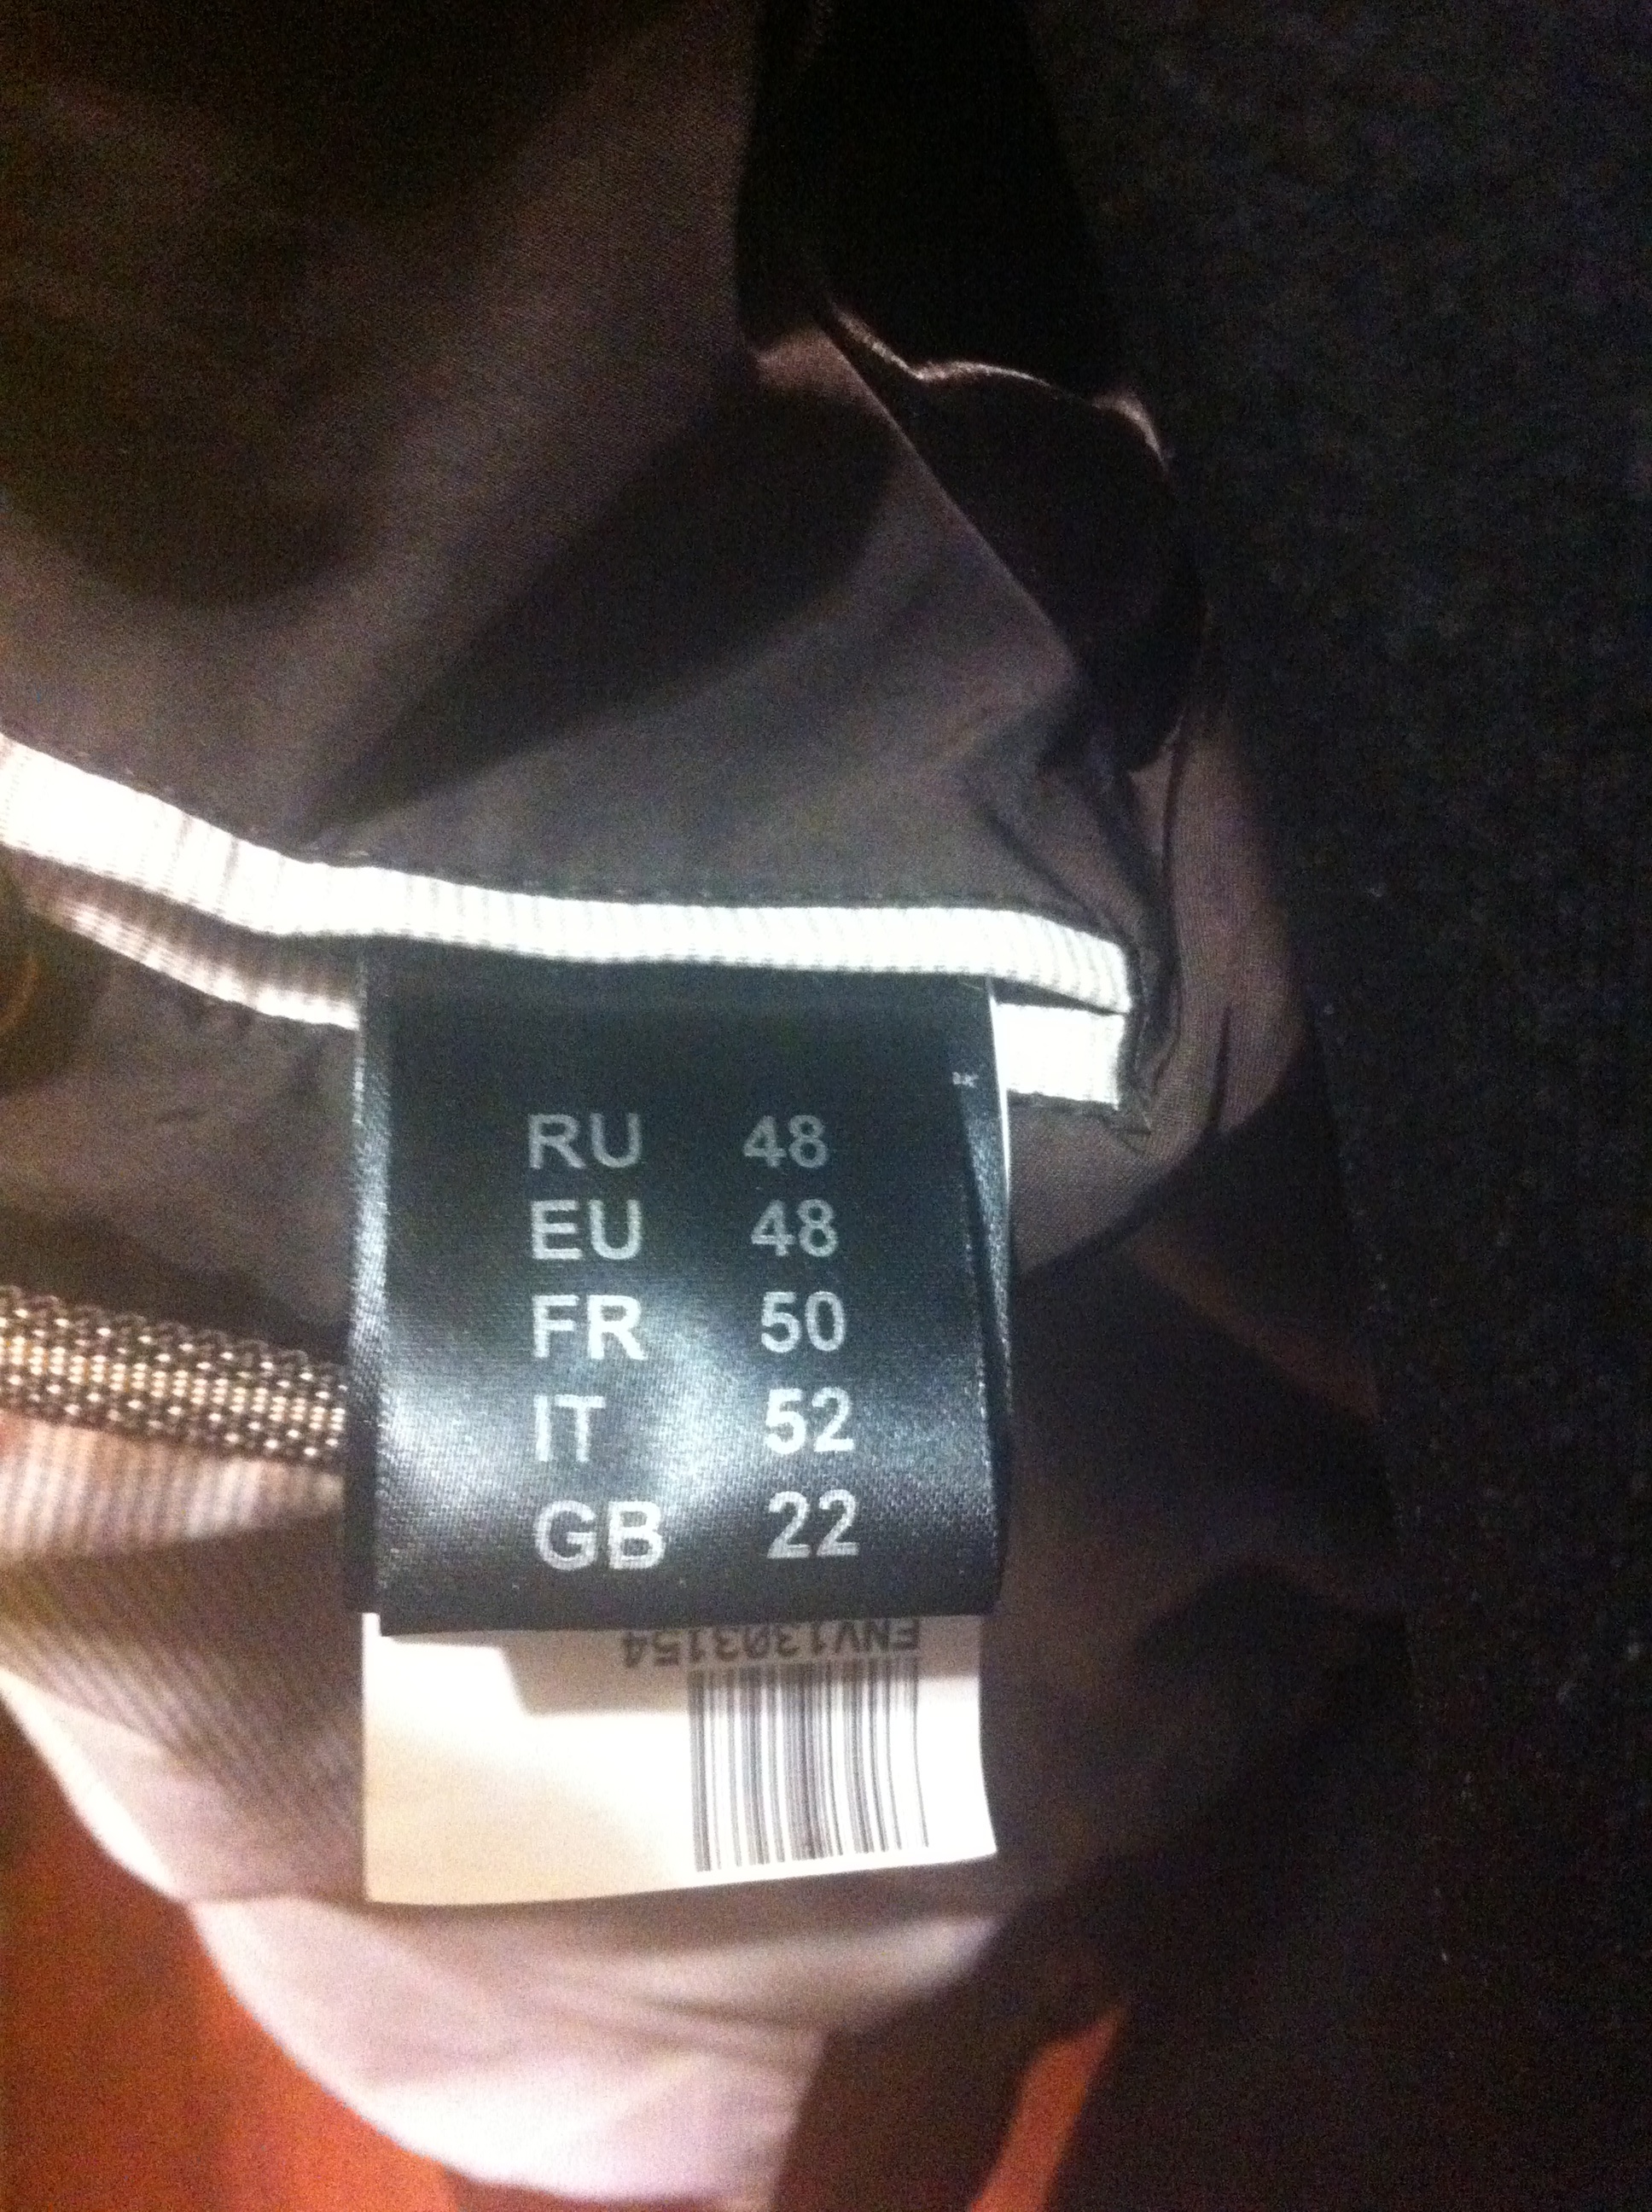 RU 48
EU 48
FR 50
IT 52
GB 22
ENV1303154